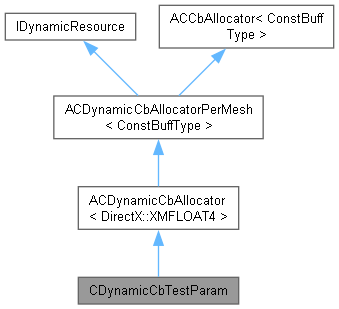 IDynamicResource
ACCbAllocator< ConstBuff
Type >
ACDynamicCbAllocatorPerMesh
< ConstBuffType >
ACDynamicCbAllocator
< DirectX::XMFLOAT4 >
CDynamicCbTestParam